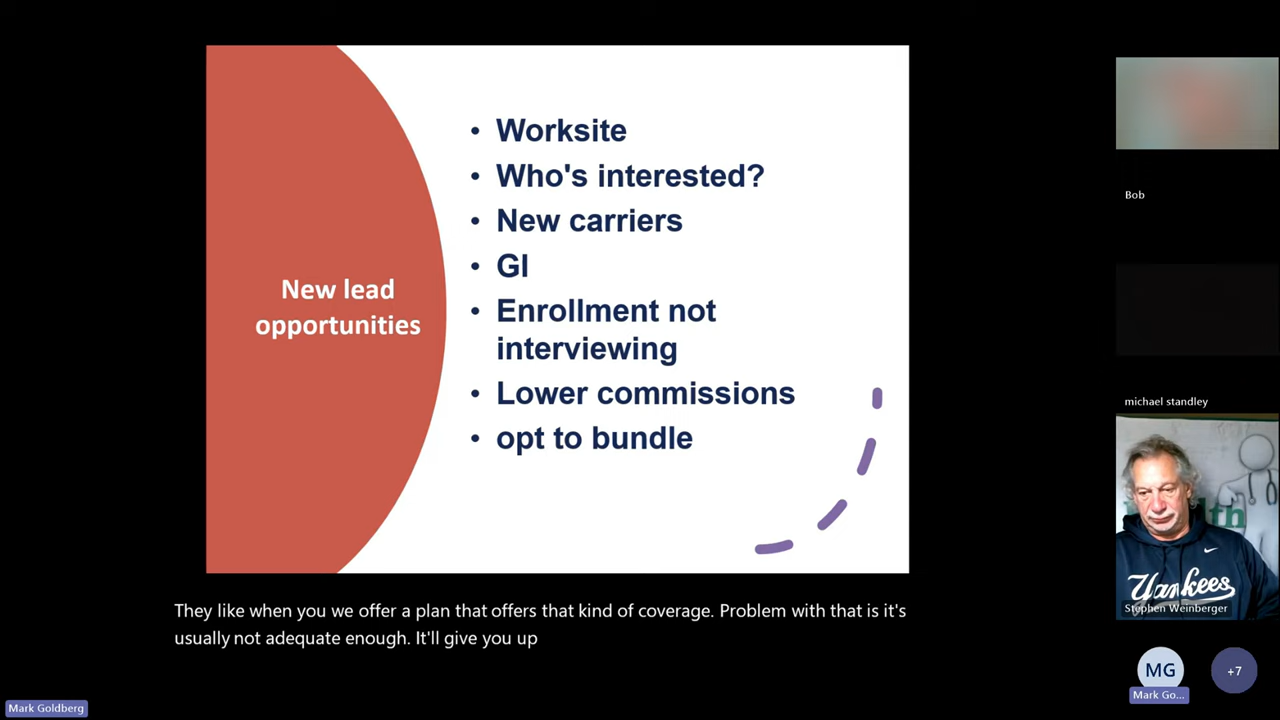 New lead
opportunities
• Worksite
• Who's interested?
• New carriers
• GI
• Enrollment not
interviewing
• Lower commissions
• opt to bundle
They like when you we offer a plan that offers that kind of coverage. Problem with that is it's
usually not adequate enough. It'll give you up
Mark Goldberg
Bob
michael standley
Yankees
Stephen Weinberger
MG
Mark Go...
+7